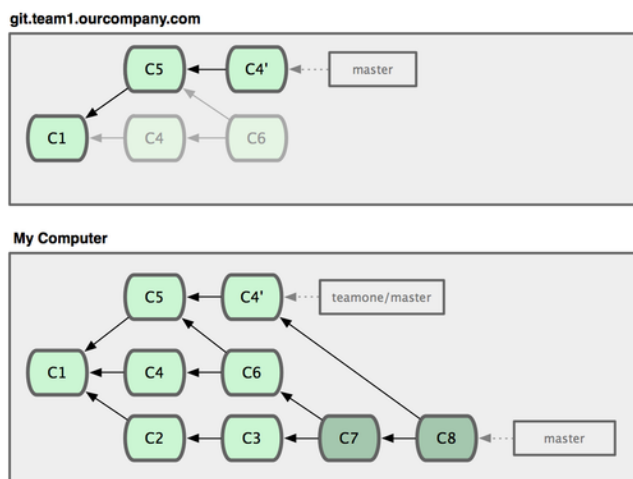 git.team1.ourcompany.com
C5 C4' master
C1 C4 C6
My Computer
C5 C4' teamone/master
C1 C4 C6
C2 C3 C7 C8 master